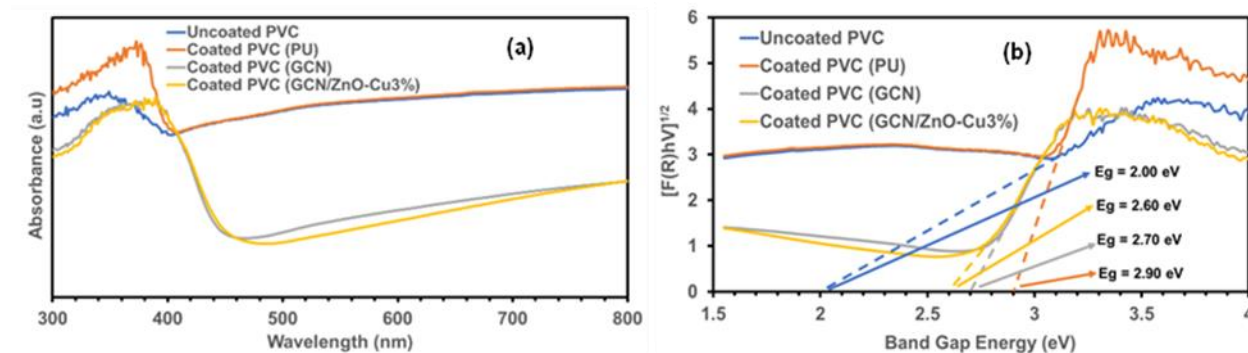 (a)
Uncoated PVC
Coated PVC (PU)
Coated PVC (GCN)
Coated PVC (GCN/ZnO-Cu3%)
Absorbance (a.u)
300 400 500 600 700 800
Wavelength (nm)
(b)
Uncoated PVC
Coated PVC (PU)
Coated PVC (GCN)
Coated PVC (GCN/ZnO-Cu3%)
[F(R)hV]^1/2
6
5
4
3
2
1
0
Eg = 2.00 eV
Eg = 2.60 eV
Eg = 2.70 eV
Eg = 2.90 eV
1.5 2 2.5 3 3.5 4
Band Gap Energy (eV)